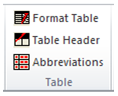 Format Table
Table Header
Abbreviations
Table